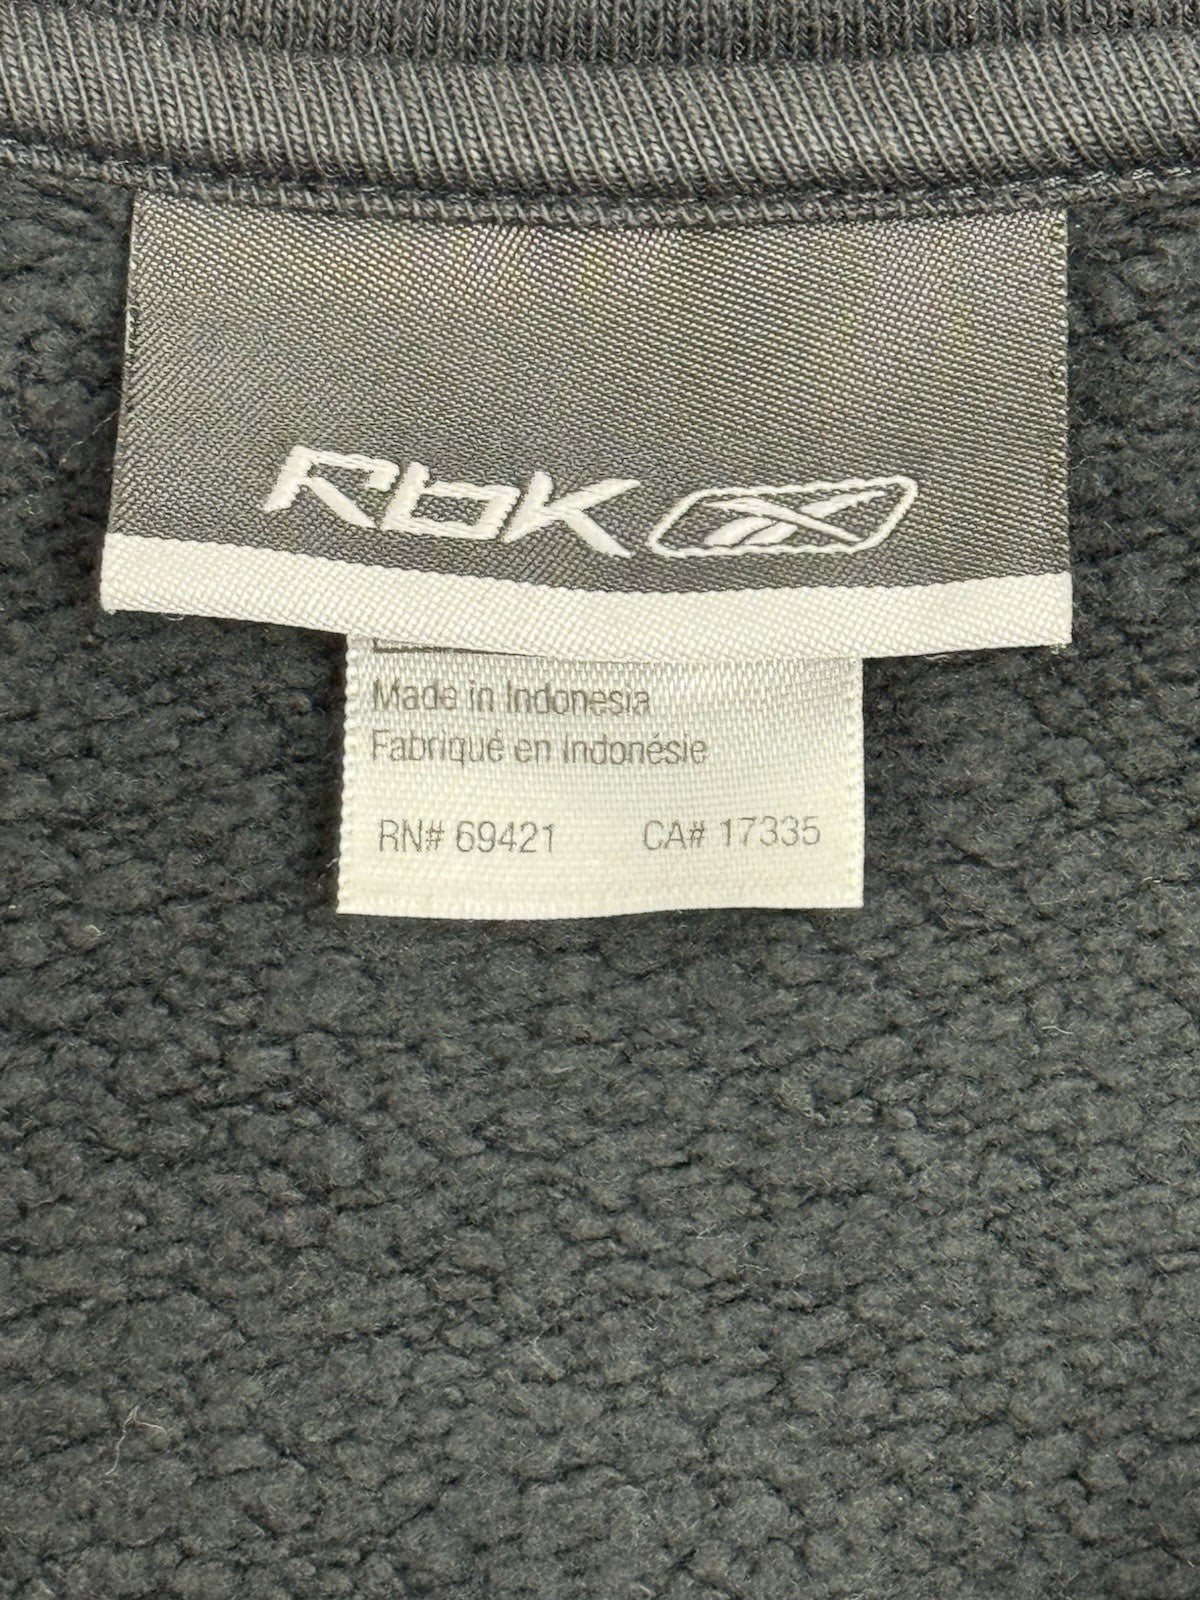 RbK
Made in Indonesia
Fabriqué en Indonésie
RN# 69421 CA# 17335